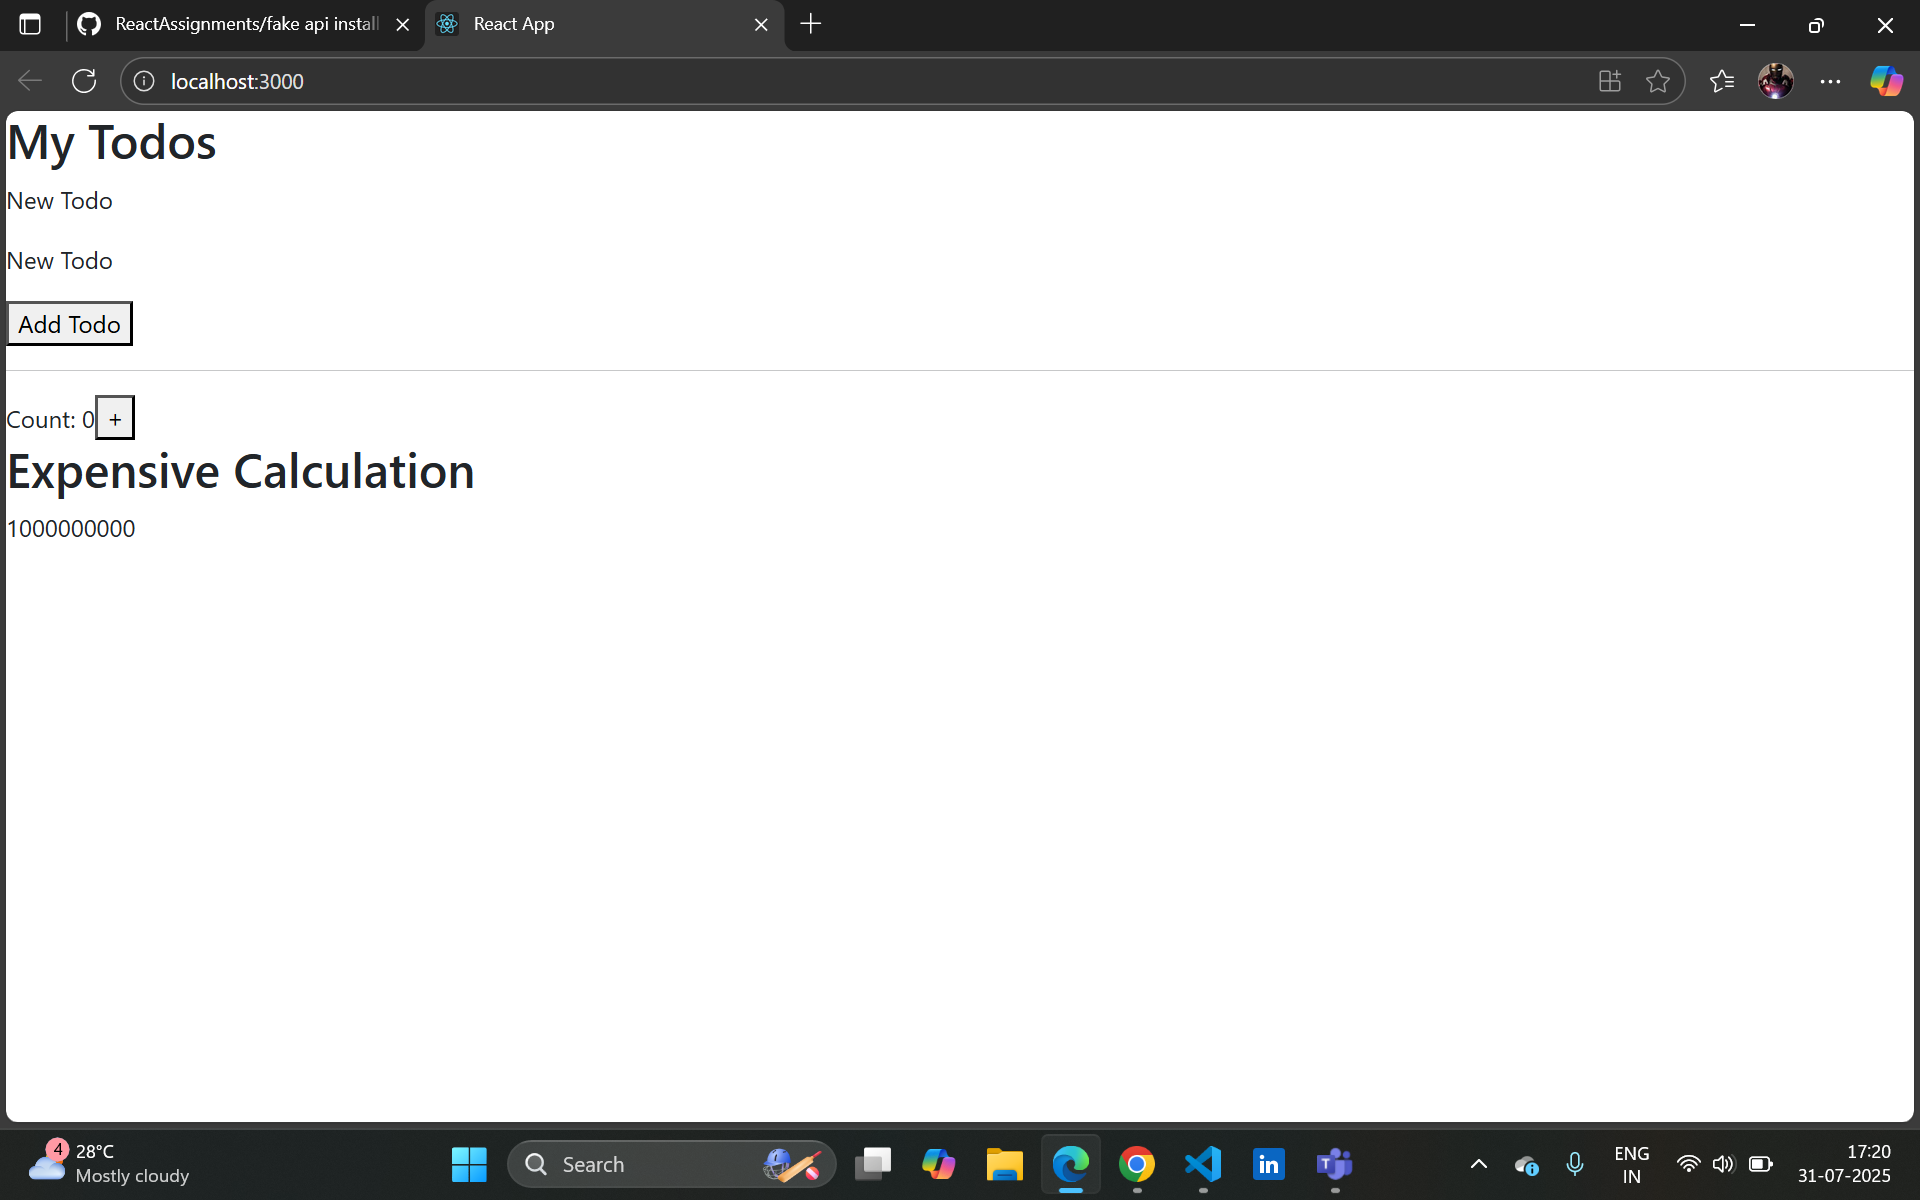 ReactAssignments/fake api install
React App
localhost:3000
My Todos
New Todo
New Todo
Add Todo
Count: 0 +
Expensive Calculation
1000000000
4
28°C
Mostly cloudy
Search
in
T
ENG
IN
17:20
31-07-2025